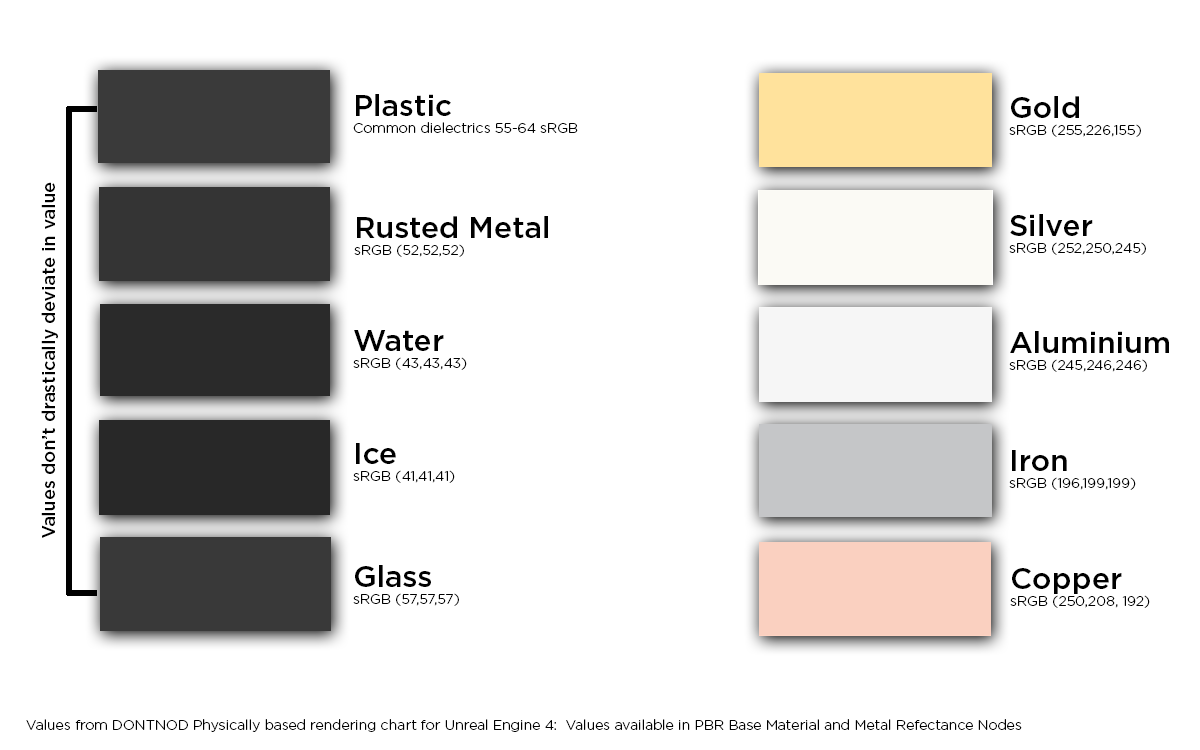 Values don't drastically deviate in value
Plastic
Common dielectrics 55-64 sRGB
Rusted Metal
sRGB (52,52,52)
Water
sRGB (43,43,43)
Ice
sRGB (41,41,41)
Glass
sRGB (57,57,57)
Gold
sRGB (255,226,155)
Silver
sRGB (252,250,245)
Aluminium
sRGB (245,246,246)
Iron
sRGB (196,199,199)
Copper
sRGB (250,208, 192)
Values from DONTNOD Physically based rendering chart for Unreal Engine 4:  Values available in PBR Base Material and Metal Refectance Nodes